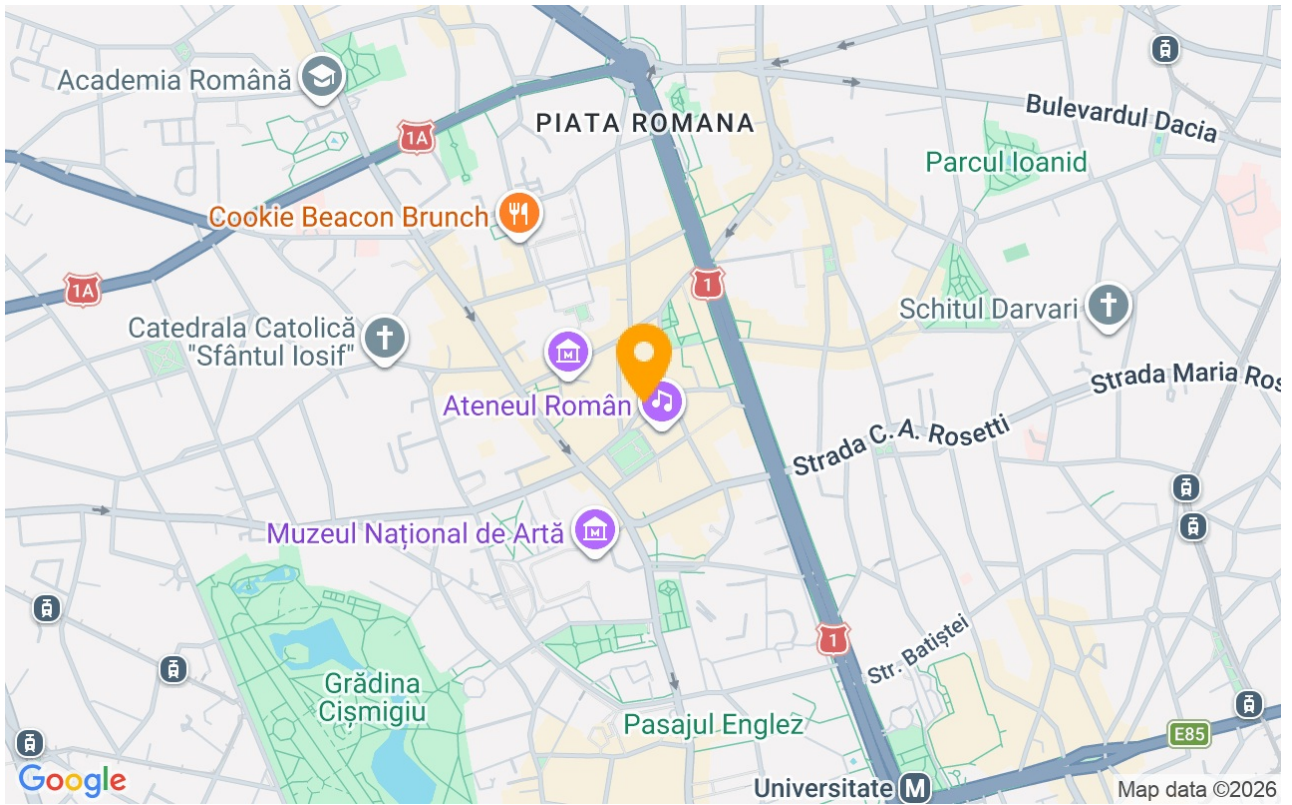 Academia Română
1A
PIATA ROMANA
Bulevardul Dacia
Parcul Ioanid
Cookie Beacon Brunch
1A
1
Schitul Darvari
Catedrala Catolică
"Sfântul Iosif"
Strada Maria Ros
Ateneul Român
Strada C. A. Rosetti
Muzeul Național de Artă
1
Str. Batiștei
Grădina
Cișmigiu
Pasajul Englez
E85
Google
Universitate M
Map data ©2026